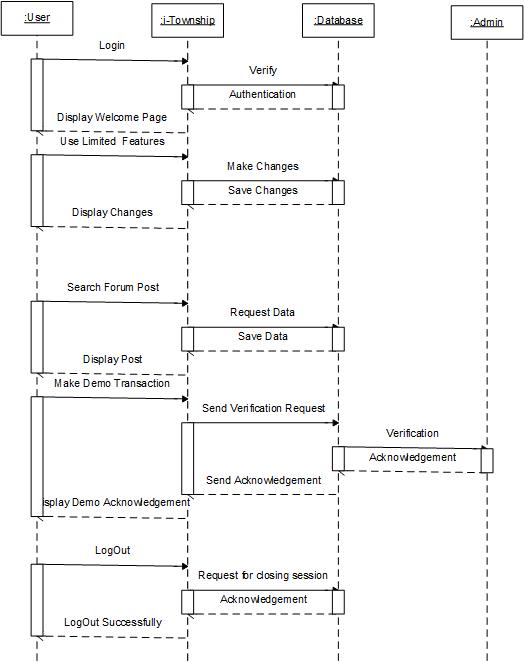 :User
:i-Township
:Database
:Admin
Login
Verify
Authentication
Display Welcome Page
Use Limited Features
Make Changes
Save Changes
Display Changes
Search Forum Post
Request Data
Save Data
Display Post
Make Demo Transaction
Send Verification Request
Verification
Acknowledgement
Send Acknowledgement
isplay Demo Acknowledgement
LogOut
Request for closing session
Acknowledgement
LogOut Successfully